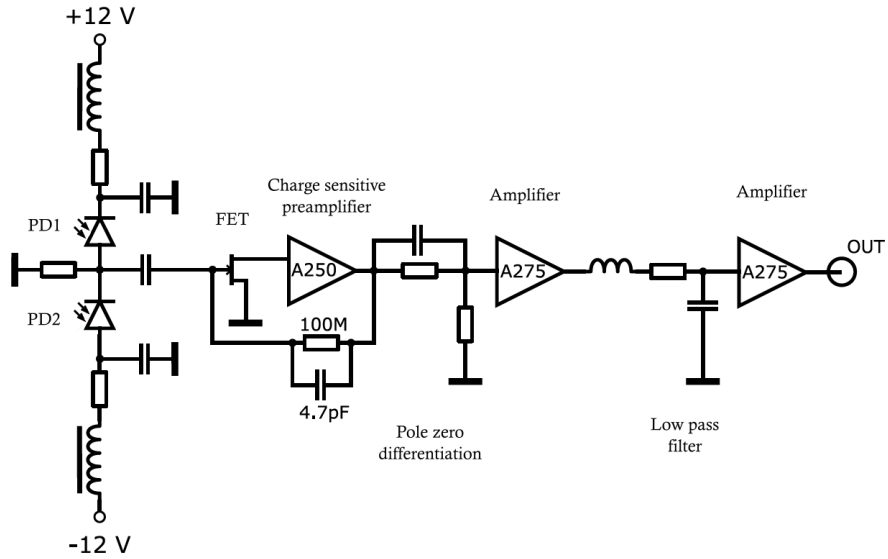 +12 V
PD1
FET
Charge sensitive
preamplifier
A250
Amplifier
A275
Amplifier
A275
OUT
PD2
100M
4.7pF
Pole zero
differentiation
Low pass
filter
-12 V